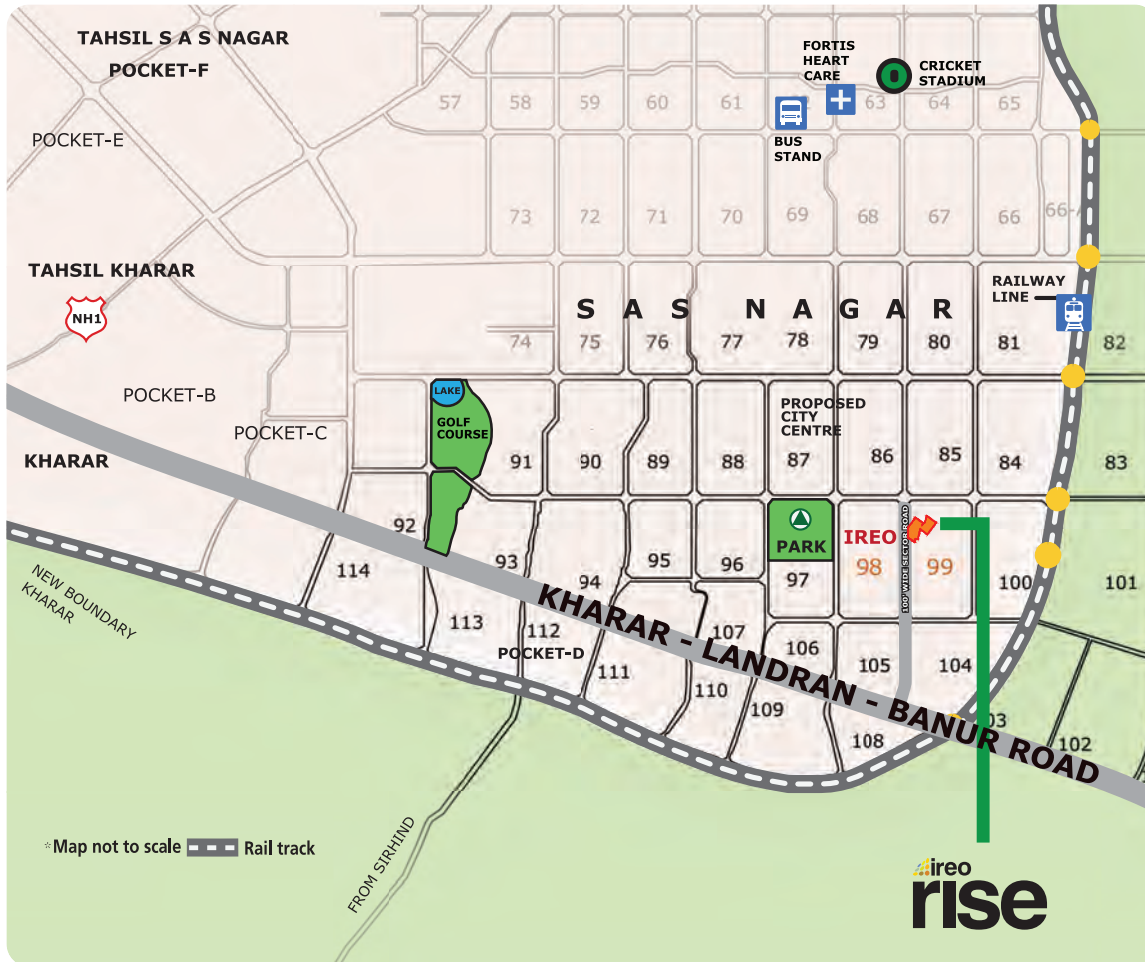 TAHSIL S A S NAGAR
POCKET-F
FORTIS
HEART
CARE
CRICKET
STADIUM
57 58 59 60 61 63 64 65
POCKET-E
BUS
STAND
73 72 71 70 69 68 67 66
TAHSIL KHARAR
NH1
RAILWAY
LINE
S A S N A G A R
74 75 76 77 78 79 80 81 82
POCKET-B
LAKE
GOLF
COURSE
PROPOSED
CITY
CENTRE
POCKET-C
KHARAR
91 90 89 88 87 86 85 84 83
92
PARK
IREO
100' WIDE SECTOR ROAD
114 93 94 95 96 97 98 99 100 101
NEW BOUNDARY
KHARAR
113 112 107 106 105 104
POCKET-D
111 110 109 108 103 102
KHARAR - LANDRAN - BANUR ROAD
*Map not to scale Rail track
FROM SIRHIND
ireo
rise